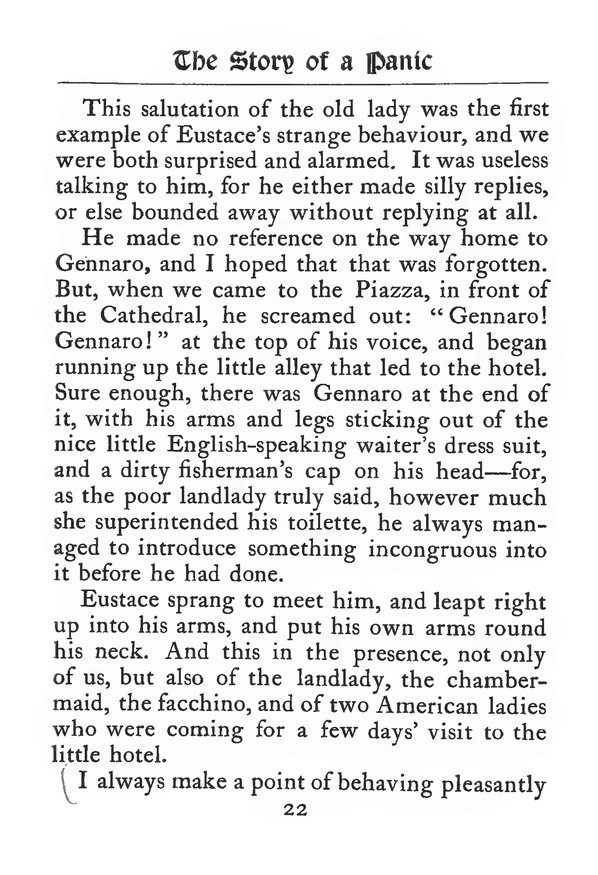 The Story of a Panic
This salutation of the old lady was the first
example of Eustace's strange behaviour, and we
were both surprised and alarmed. It was useless
talking to him, for he either made silly replies,
or else bounded away without replying at all.
He made no reference on the way home to
Gennaro, and I hoped that that was forgotten.
But, when we came to the Piazza, in front of
the Cathedral, he screamed out: “Gennaro!
Gennaro!” at the top of his voice, and began
running up the little alley that led to the hotel.
Sure enough, there was Gennaro at the end of
it, with his arms and legs sticking out of the
nice little English-speaking waiter's dress suit,
and a dirty fisherman's cap on his head—for,
as the poor landlady truly said, however much
she superintended his toilette, he always man-
aged to introduce something incongruous into
it before he had done.
Eustace sprang to meet him, and leapt right
up into his arms, and put his own arms round
his neck. And this in the presence, not only
of us, but also of the landlady, the chamber-
maid, the facchino, and of two American ladies
who were coming for a few days' visit to the
little hotel.
I always make a point of behaving pleasantly
22